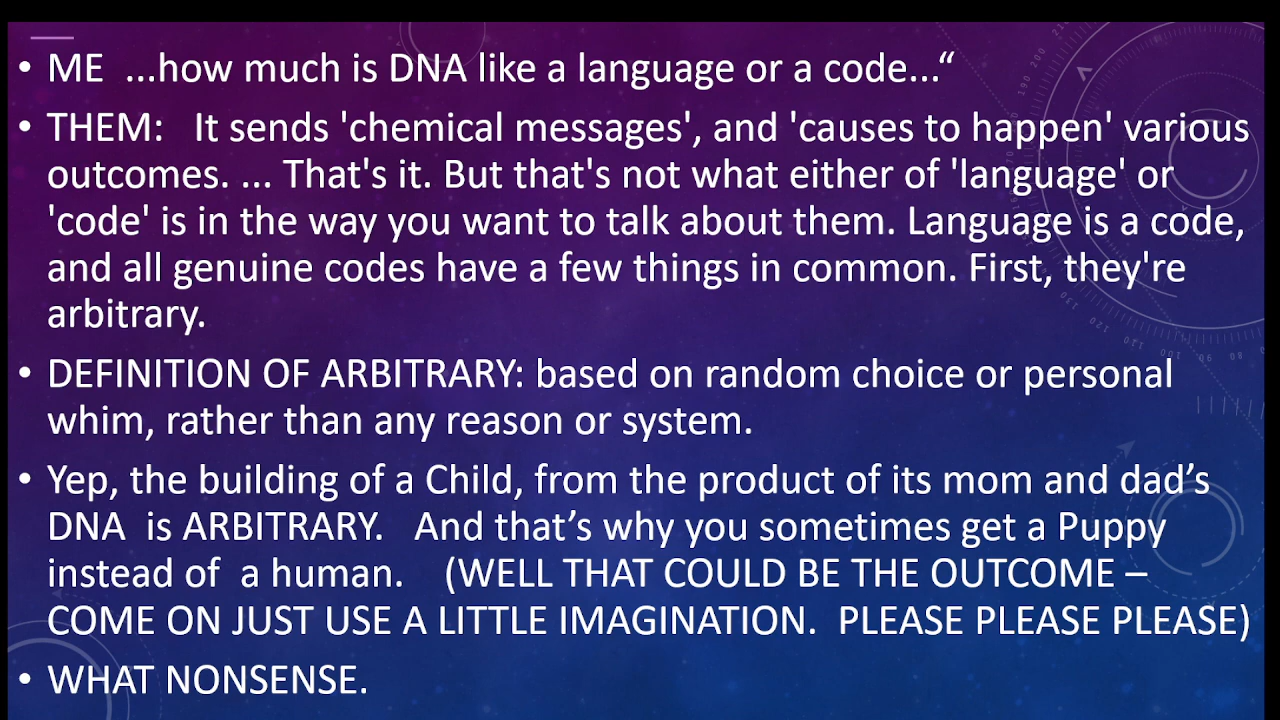 • ME ...how much is DNA like a language or a code...“
• THEM: It sends 'chemical messages', and 'causes to happen' various
outcomes. ... That's it. But that's not what either of 'language' or
'code' is in the way you want to talk about them. Language is a code,
and all genuine codes have a few things in common. First, they're
arbitrary.
• DEFINITION OF ARBITRARY: based on random choice or personal
whim, rather than any reason or system.
• Yep, the building of a Child, from the product of its mom and dad’s
DNA is ARBITRARY. And that’s why you sometimes get a Puppy
instead of a human. (WELL THAT COULD BE THE OUTCOME –
COME ON JUST USE A LITTLE IMAGINATION. PLEASE PLEASE PLEASE)
• WHAT NONSENSE.